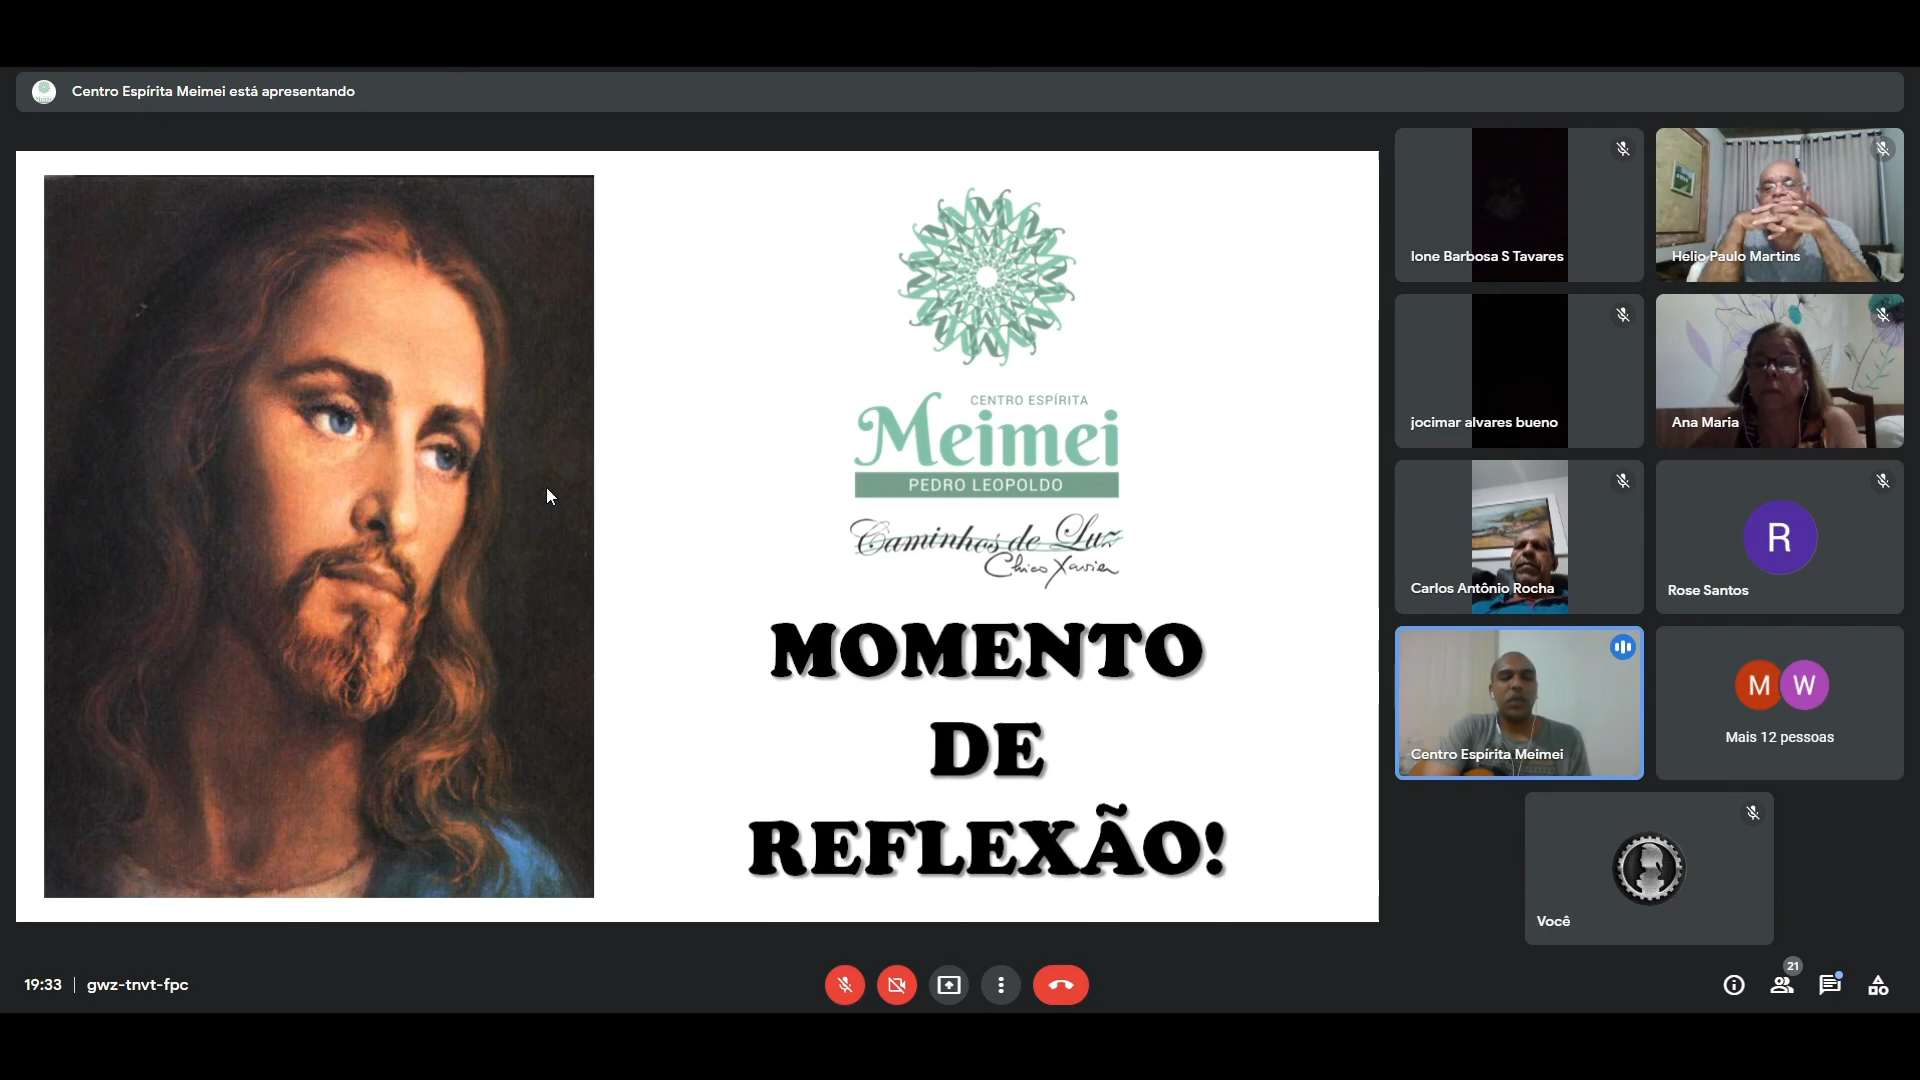 Centro Espírita Meimei está apresentando
CENTRO ESPÍRITA
Meimei
PEDRO LEOPOLDO
Caminhos de Luz
Chico Xavier
MOMENTO
DE
REFLEXÃO!
Ione Barbosa S Tavares
Helio Paulo Martins
jocimar alvares bueno
Ana Maria
Carlos Antônio Rocha
R
Rose Santos
Centro Espírita Meimei
M W
Mais 12 pessoas
Você
19:33 | gwz-tnvt-fpc
21